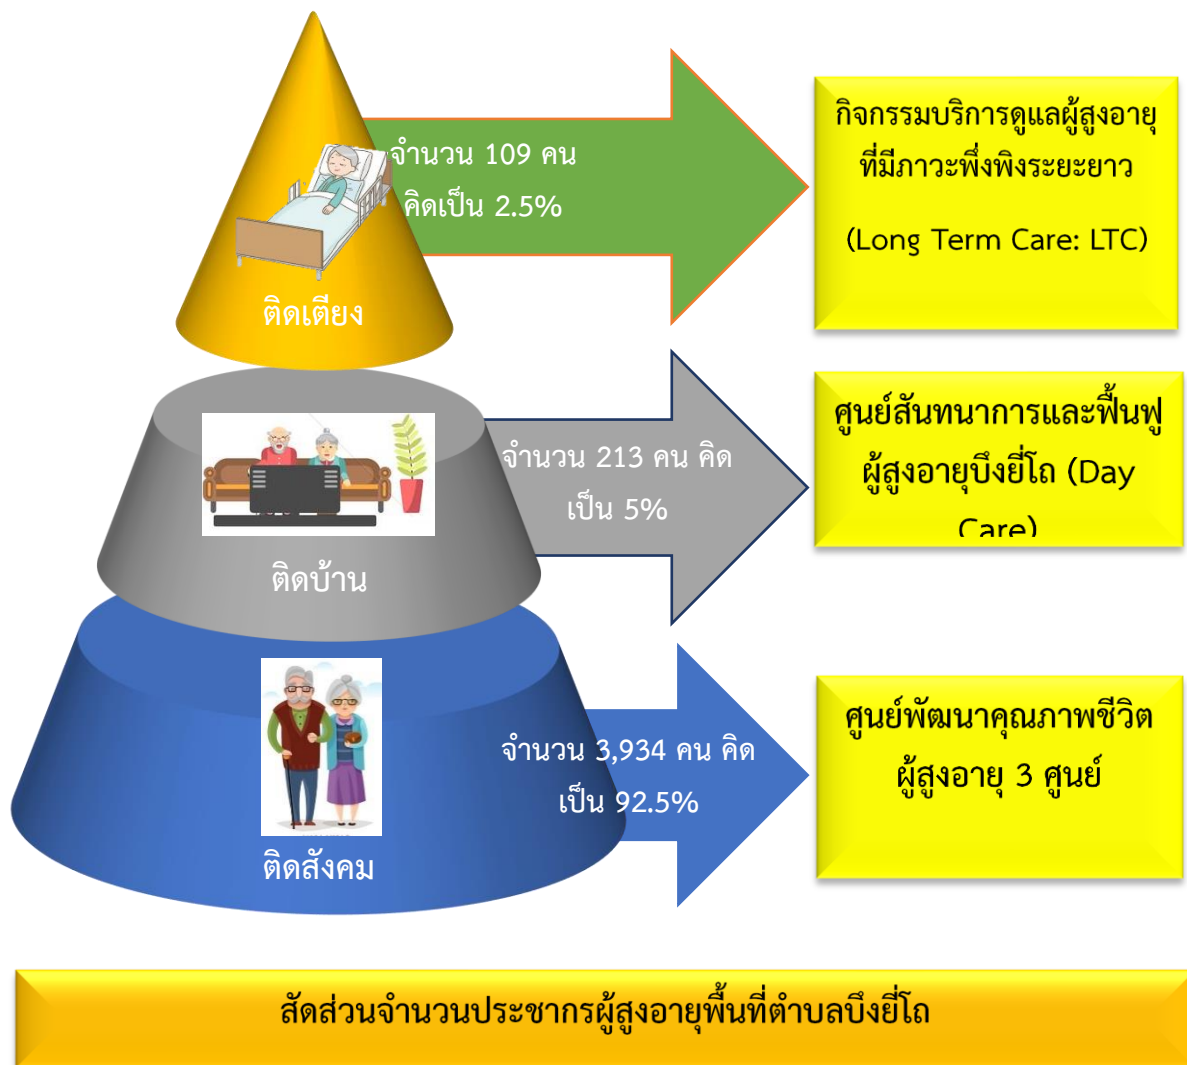 จำนวน 109 คน
คิดเป็น 2.5%
ติดเตียง
กิจกรรมบริการดูแลผู้สูงอายุ
ที่มีภาวะพึ่งพิงระยะยาว
(Long Term Care: LTC)
จำนวน 213 คน คิด
เป็น 5%
ติดบ้าน
ศูนย์สันทนาการและฟื้นฟู
ผู้สูงอายุบึงยี่โถ (Day
Care)
จำนวน 3,934 คน คิด
เป็น 92.5%
ติดสังคม
ศูนย์พัฒนาคุณภาพชีวิต
ผู้สูงอายุ 3 ศูนย์
สัดส่วนจำนวนประชากรผู้สูงอายุพื้นที่ตำบลบึงยี่โถ